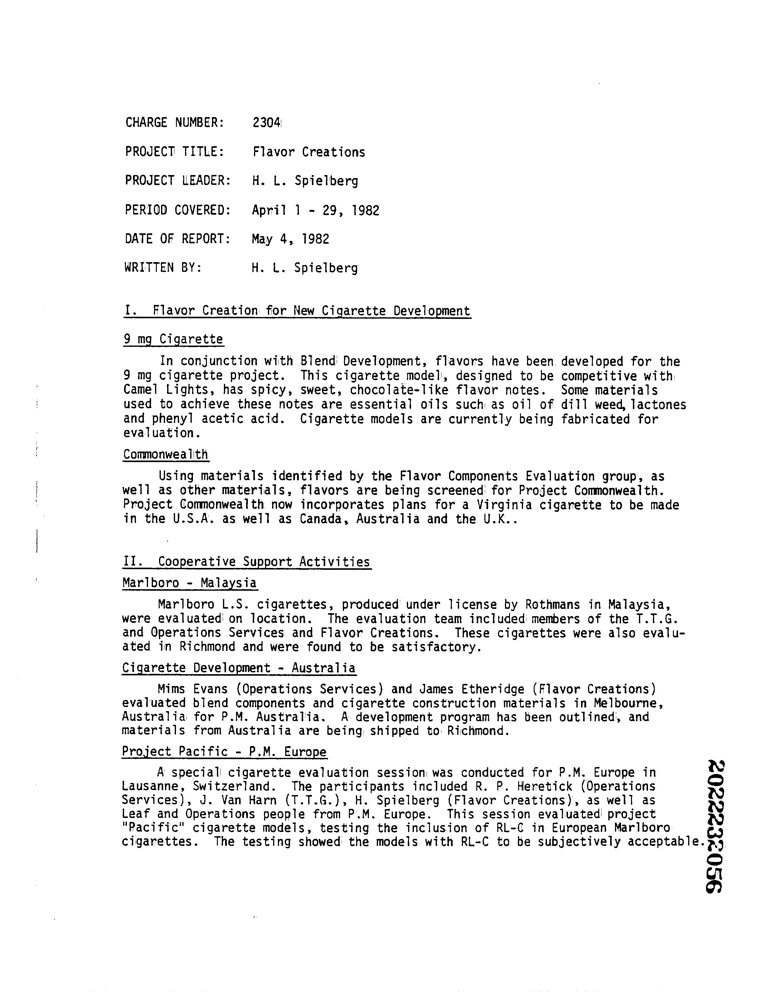 CHARGE NUMBER: 2304
PROJECT TITLE: Flavor Creations
PROJECT LEADER: H. L. Spielberg
PERIOD COVERED: April 1 - 29, 1982
DATE OF REPORT: May 4, 1982
WRITTEN BY: H. L. Spielberg
I. Flavor Creation for New Cigarette Development
9 mg Cigarette
In conjunction with Blend Development, flavors have been developed for the
9 mg cigarette project. This cigarette model, designed to be competitive with
Camel Lights, has spicy, sweet, chocolate-like flavor notes. Some materials
used to achieve these notes are essential oils such as oil of dill weed, lactones
and phenyl acetic acid. Cigarette models are currently being fabricated for
evaluation.
Commonwealth
Using materials identified by the Flavor Components Evaluation group, as
well as other materials, flavors are being screened for Project Commonwealth.
Project Commonwealth now incorporates plans for a Virginia cigarette to be made
in the U.S.A. as well as Canada, Australia and the U.K..
II. Cooperative Support Activities
Marlboro - Malaysia
Marlboro L.S. cigarettes, produced under license by Rothmans in Malaysia,
were evaluated on location. The evaluation team included members of the T.T.G.
and Operations Services and Flavor Creations. These cigarettes were also evalu-
ated in Richmond and were found to be satisfactory.
Cigarette Development - Australia
Mims Evans (Operations Services) and James Etheridge (Flavor Creations)
evaluated blend components and cigarette construction materials in Melbourne,
Australia for P.M. Australia. A development program has been outlined, and
materials from Australia are being shipped to Richmond.
Project Pacific - P.M. Europe
A special cigarette evaluation session was conducted for P.M. Europe in
Lausanne, Switzerland. The participants included R. P. Heretick (Operations
Services), J. Van Harn (T.T.G.), H. Spielberg (Flavor Creations), as well as
Leaf and Operations people from P.M. Europe. This session evaluated project
"Pacific" cigarette models, testing the inclusion of RL-C in European Marlboro
cigarettes. The testing showed the models with RL-C to be subjectively acceptable.
2022232056